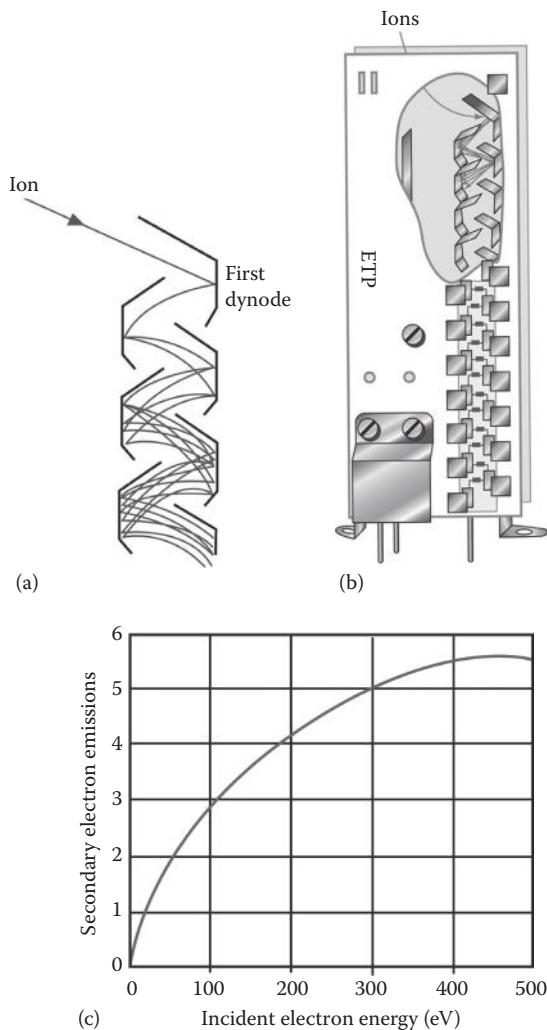 Ions
Ion
First
dynode
ETP
(a)
(b)
6
5
4
3
2
1
0
Secondary electron emissions
0 100 200 300 400 500
(c)
Incident electron energy (eV)